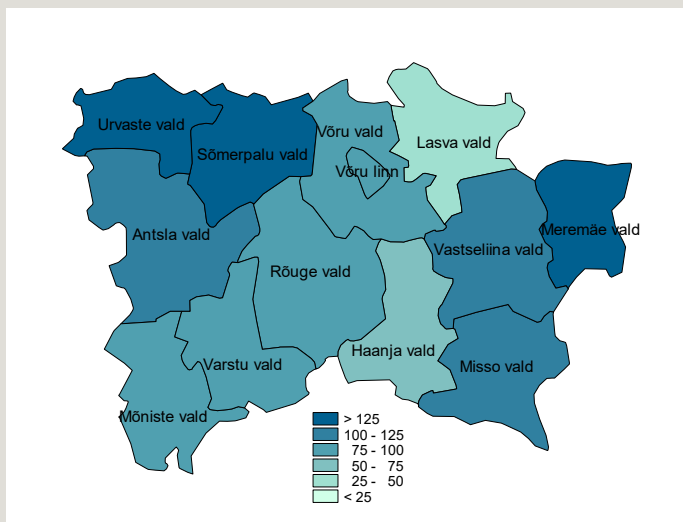 Urvaste vald
Sõmerpalu vald
Võru vald
Lasva vald
Võru linn
Antsla vald
Meremäe vald
Vastseliina vald
Rõuge vald
Haanja vald
Varstu vald
Misso vald
Mõniste vald
> 125
100 - 125
75 - 100
50 - 75
25 - 50
< 25